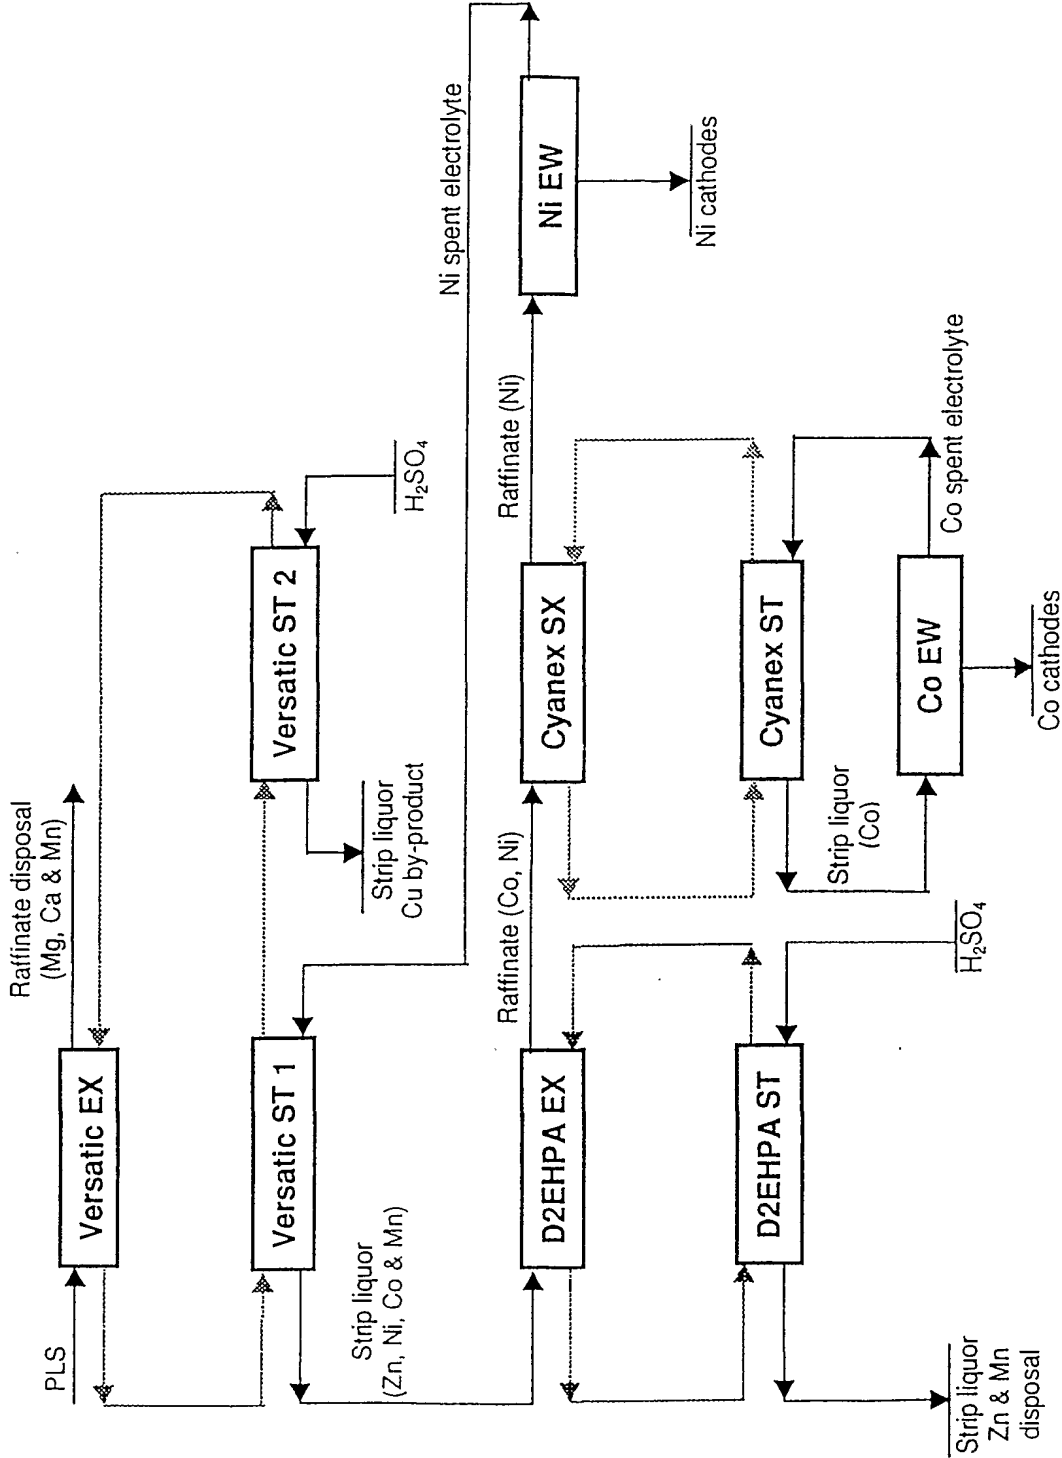 PLS
Versatic EX
Raffinate disposal
(Mg, Ca & Mn)
Versatic ST 1
Versatic ST 2
H₂SO₄
Strip liquor
Cu by-product
Ni spent electrolyte
Strip liquor
(Zn, Ni, Co & Mn)
D2EHPA EX
Raffinate (Co, Ni)
Cyanex SX
Raffinate (Ni)
Ni EW
Ni cathodes
D2EHPA ST
H₂SO₄
Strip liquor
Zn & Mn
disposal
Cyanex ST
Strip liquor
(Co)
Co EW
Co spent electrolyte
Co cathodes